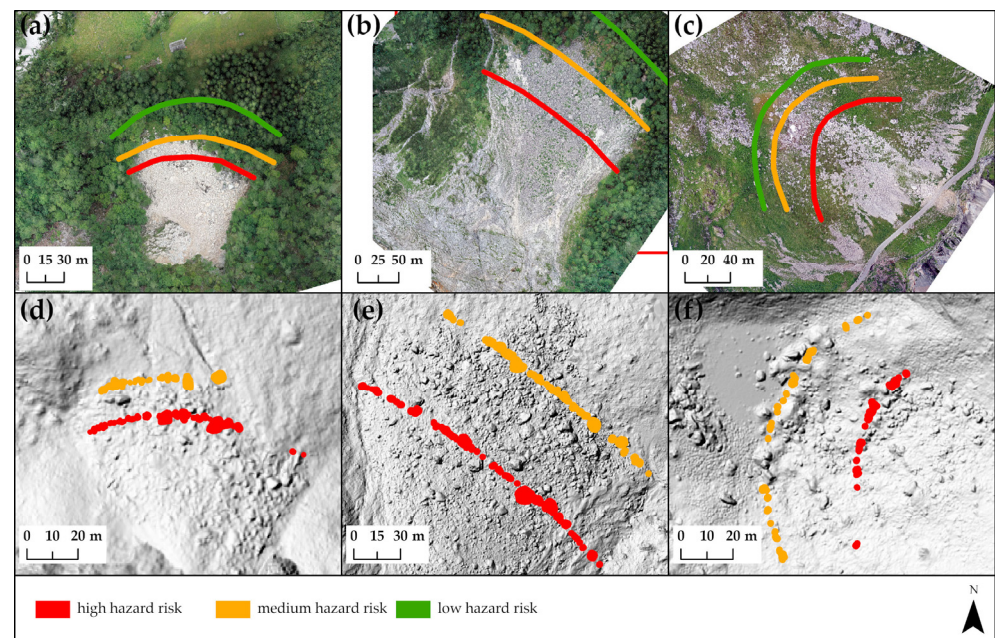 (a)
(b)
(c)
0 15 30 m
0 25 50 m
0 20 40 m
(d)
(e)
(f)
0 10 20 m
0 15 30 m
0 10 20 m
high hazard risk
medium hazard risk
low hazard risk
N